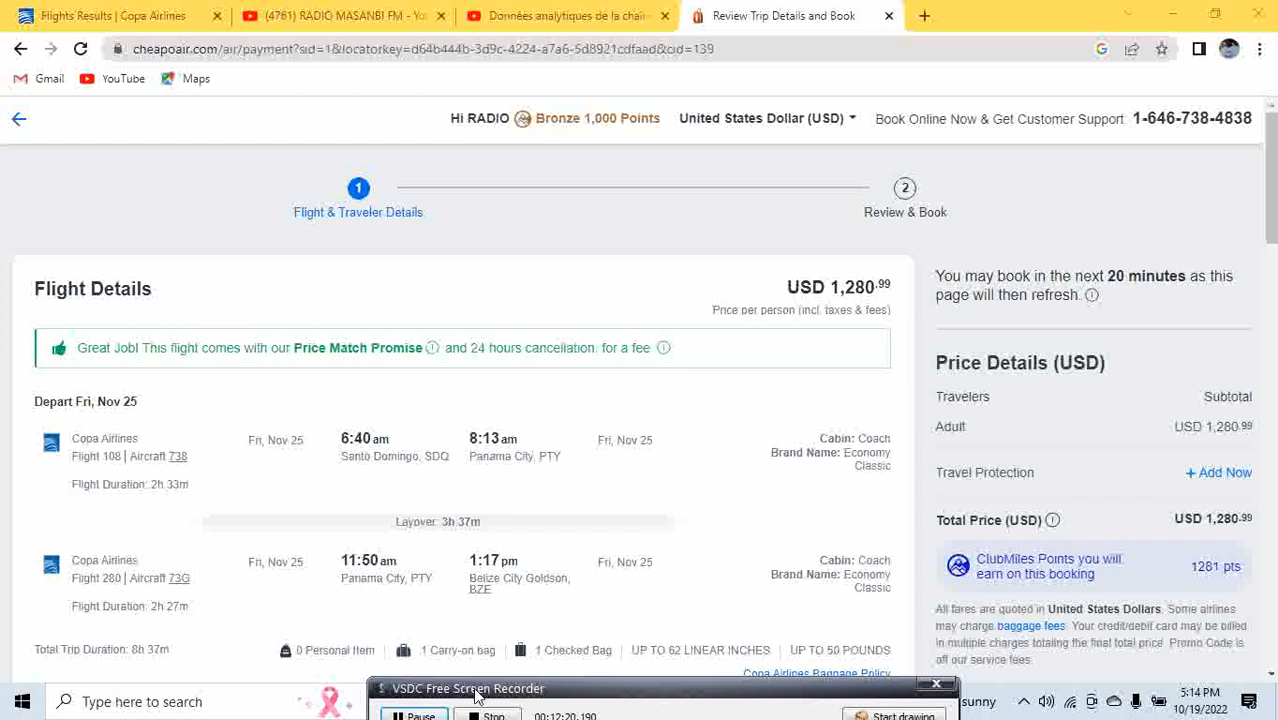 Flights Results | Copa Airlines
(4761) RADIO MASANBI FM - You
Données analytiques de la chaîn
Review Trip Details and Book
cheapoair.com/air/payment?sid=1&locatorkey=d64b444b-3d9c-4224-a7a6-5d8921cdfaad&cid=139
Gmail YouTube Maps
Hi RADIO Bronze 1,000 Points United States Dollar (USD) Book Online Now & Get Customer Support 1-646-738-4838
1 2
Flight & Traveler Details Review & Book
Flight Details
USD 1,280.99
Price per person (incl. taxes & fees)
Great Job! This flight comes with our Price Match Promise and 24 hours cancellation, for a fee
Depart Fri, Nov 25
Copa Airlines Fri, Nov 25 6:40 am 8:13 am Fri, Nov 25 Cabin: Coach
Flight 108 | Aircraft 738 Santo Domingo, SDQ Panama City, PTY Brand Name: Economy
Classic
Flight Duration: 2h 33m
Layover: 3h 37m
Copa Airlines Fri, Nov 25 11:50 am 1:17 pm Fri, Nov 25 Cabin: Coach
Flight 280 | Aircraft 73G Panama City, PTY Belize City Goldson, Brand Name: Economy
BZE Classic
Flight Duration: 2h 27m
Total Trip Duration: 8h 37m 0 Personal Item 1 Carry-on bag 1 Checked Bag UP TO 62 LINEAR INCHES UP TO 50 POUNDS
Copa Airlines Baggage Policy
You may book in the next 20 minutes as this
page will then refresh.
Price Details (USD)
Travelers Subtotal
Adult USD 1,280.99
Travel Protection + Add Now
Total Price (USD) USD 1,280.99
ClubMiles Points you will
earn on this booking 1281 pts
All fares are quoted in United States Dollars. Some airlines
may charge baggage fees. Your credit/debit card may be billed
in multiple charges totaling the final total price. Promo Code is
off our service fees.
VSDC Free Screen Recorder
Pause Stop 00:12:20.190 Start drawing
Type here to search
sunny
5:14 PM
10/19/2022